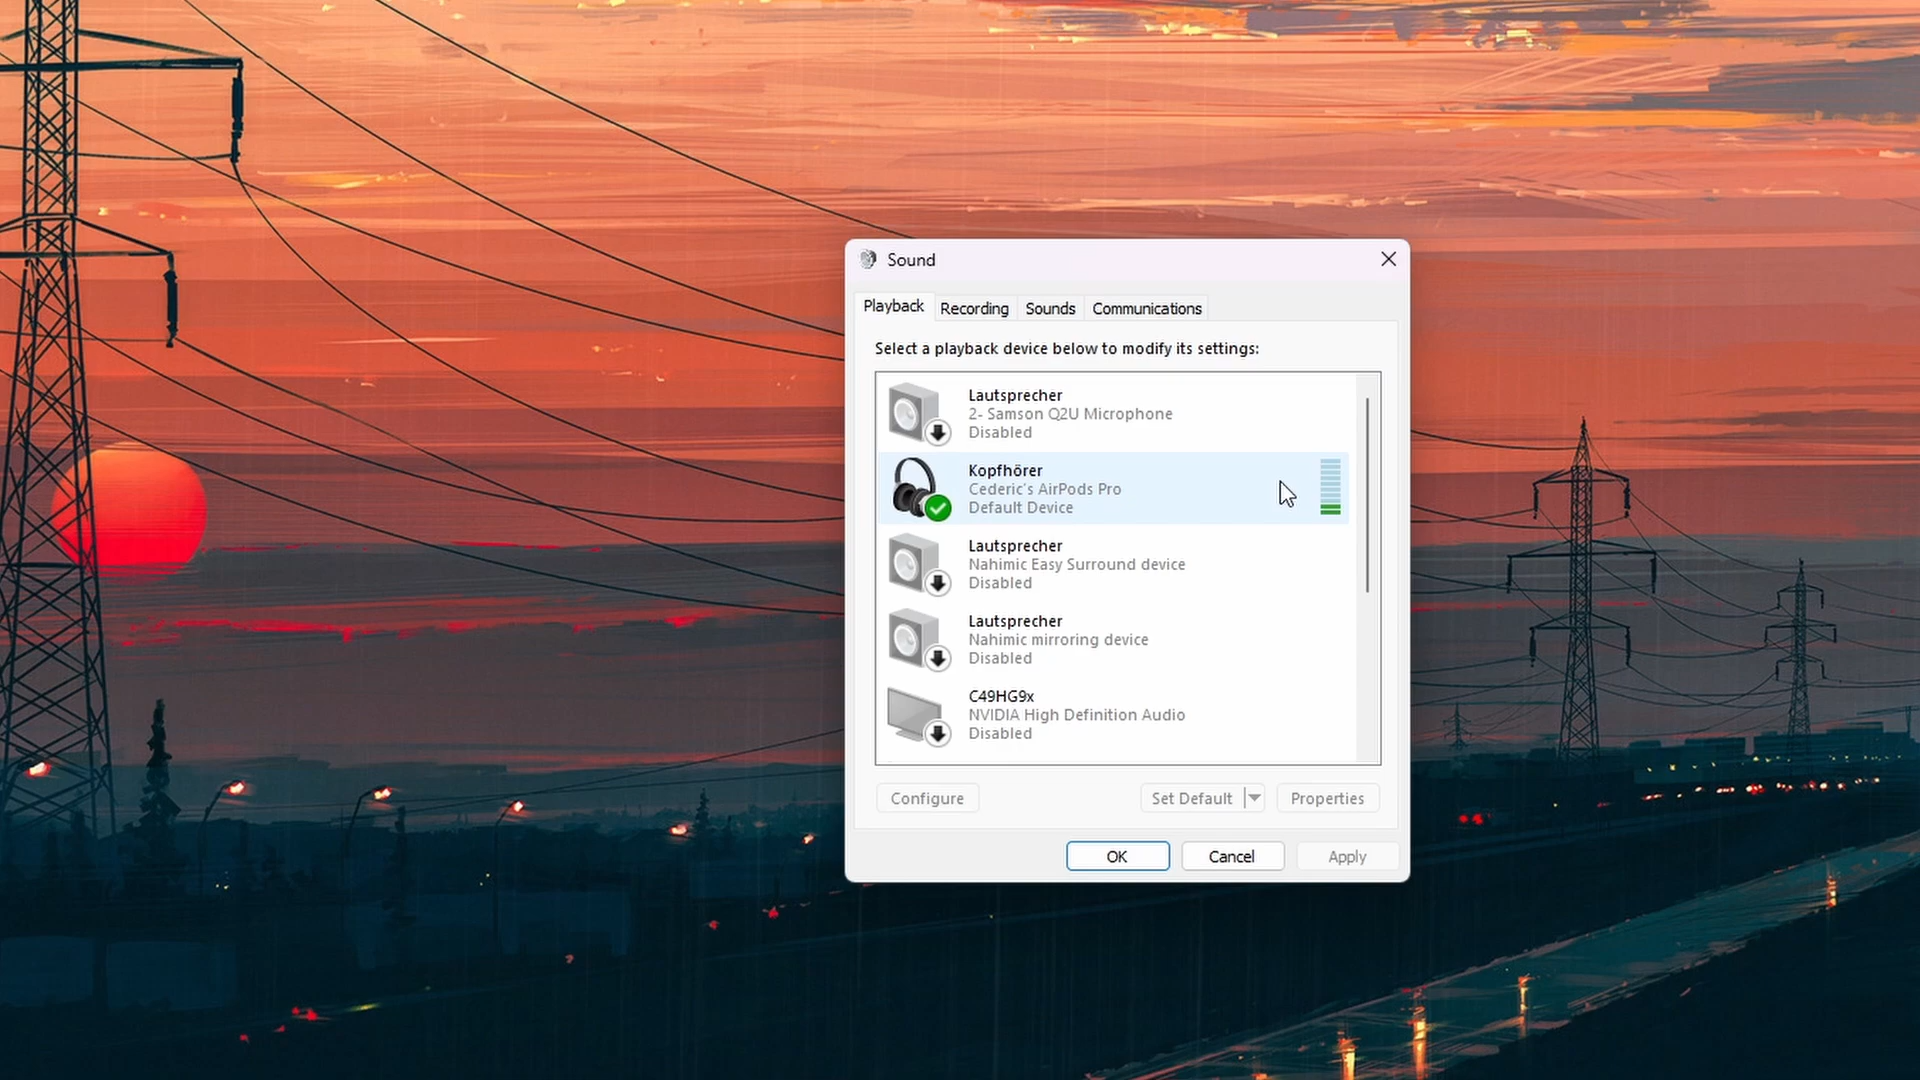 Sound
Playback
Recording
Sounds
Communications
Select a playback device below to modify its settings:
Lautsprecher
2- Samson Q2U Microphone
Disabled
Kopfhörer
Cederic's AirPods Pro
Default Device
Lautsprecher
Nahimic Easy Surround device
Disabled
Lautsprecher
Nahimic mirroring device
Disabled
C49HG9x
NVIDIA High Definition Audio
Disabled
Configure
Set Default
Properties
OK
Cancel
Apply